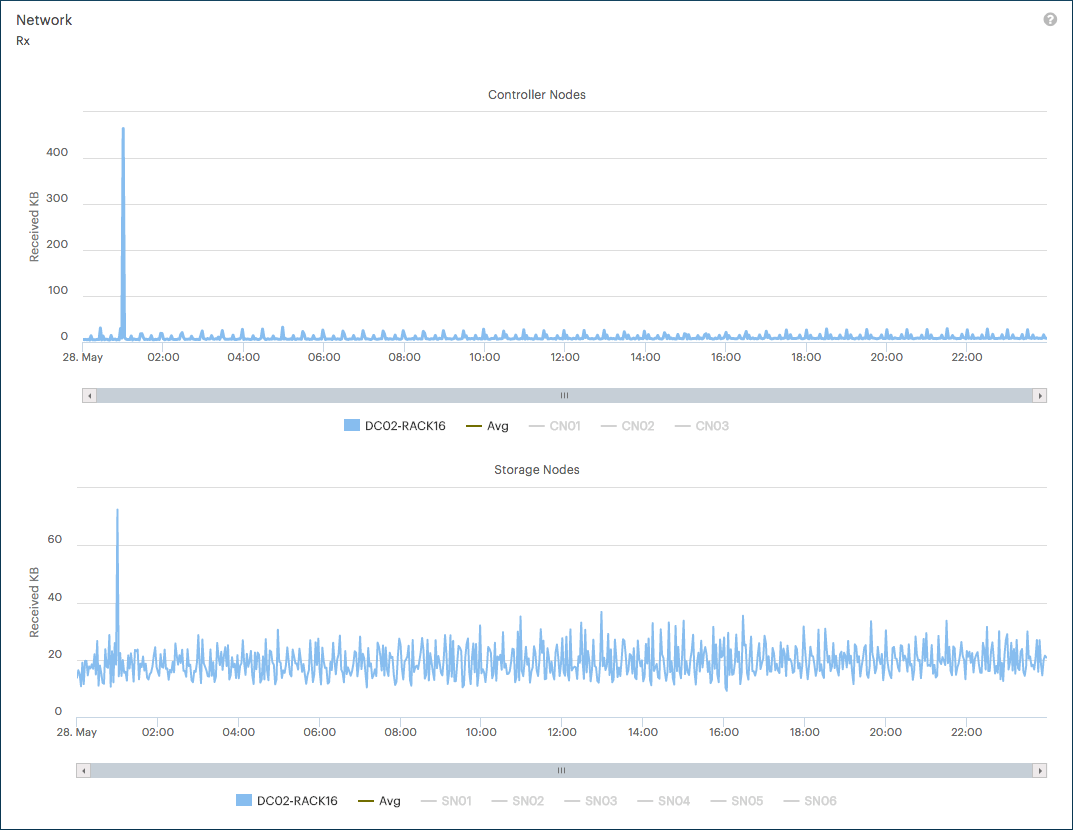 Network
?
Rx
Controller Nodes
Received KB
400
300
200
100
0
28. May 02:00 04:00 06:00 08:00 10:00 12:00 14:00 16:00 18:00 20:00 22:00
DC02-RACK16 Avg CN01 CN02 CN03
Storage Nodes
Received KB
60
40
20
0
28. May 02:00 04:00 06:00 08:00 10:00 12:00 14:00 16:00 18:00 20:00 22:00
DC02-RACK16 Avg SN01 SN02 SN03 SN04 SN05 SN06